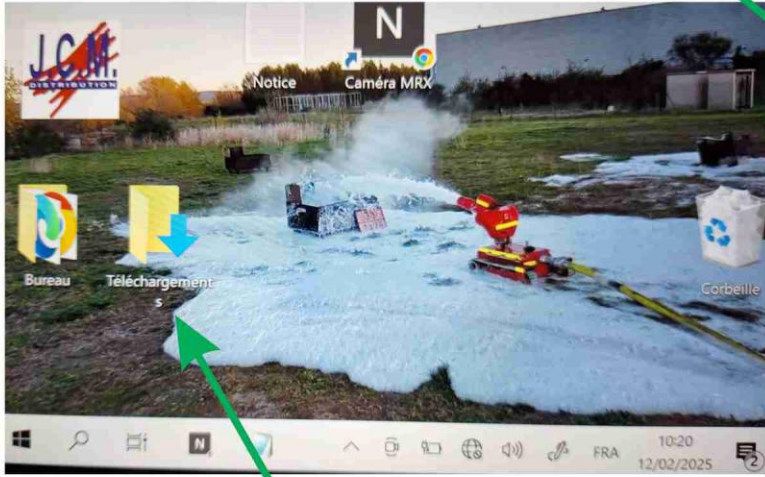 J.C.M.
DISTRIBUTION
N
Notice
Caméra MRX
Bureau
Téléchargement
s
Corbeille
N
FRA
10:20
12/02/2025
2